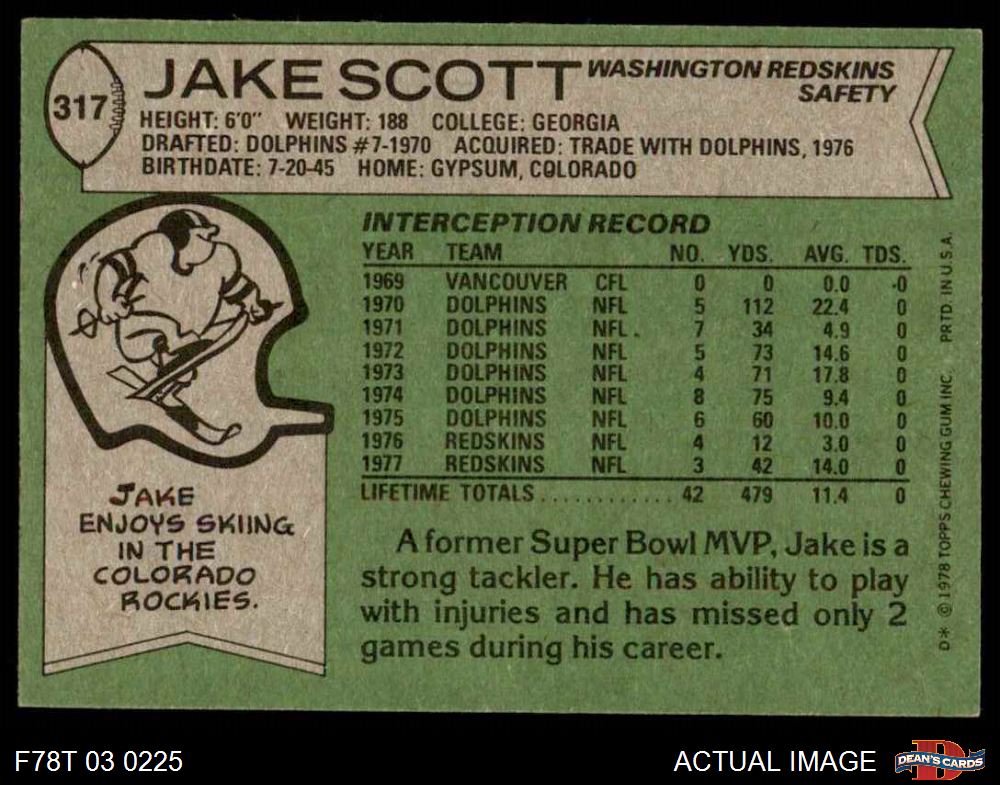 317
JAKE SCOTT
WASHINGTON REDSKINS
SAFETY
HEIGHT: 6'0" WEIGHT: 188 COLLEGE: GEORGIA
DRAFTED: DOLPHINS #7-1970 ACQUIRED: TRADE WITH DOLPHINS, 1976
BIRTHDATE: 7-20-45 HOME: GYPSUM, COLORADO
INTERCEPTION RECORD
YEAR TEAM NO. YDS. AVG. TDS.
1969 VANCOUVER CFL 0 0 0.0 0
1970 DOLPHINS NFL 5 112 22.4 0
1971 DOLPHINS NFL 7 34 4.9 0
1972 DOLPHINS NFL 5 73 14.6 0
1973 DOLPHINS NFL 4 71 17.8 0
1974 DOLPHINS NFL 8 75 9.4 0
1975 DOLPHINS NFL 6 60 10.0 0
1976 REDSKINS NFL 4 12 3.0 0
1977 REDSKINS NFL 3 42 14.0 0
LIFETIME TOTALS............ 42 479 11.4 0
JAKE
ENJOYS SKIING
IN THE
COLORADO
ROCKIES.
A former Super Bowl MVP, Jake is a
strong tackler. He has ability to play
with injuries and has missed only 2
games during his career.
D* © 1978 TOPPS CHEWING GUM INC. PRTD. IN U.S.A.
F78T 03 0225
ACTUAL IMAGE
DEAN'S CARDS